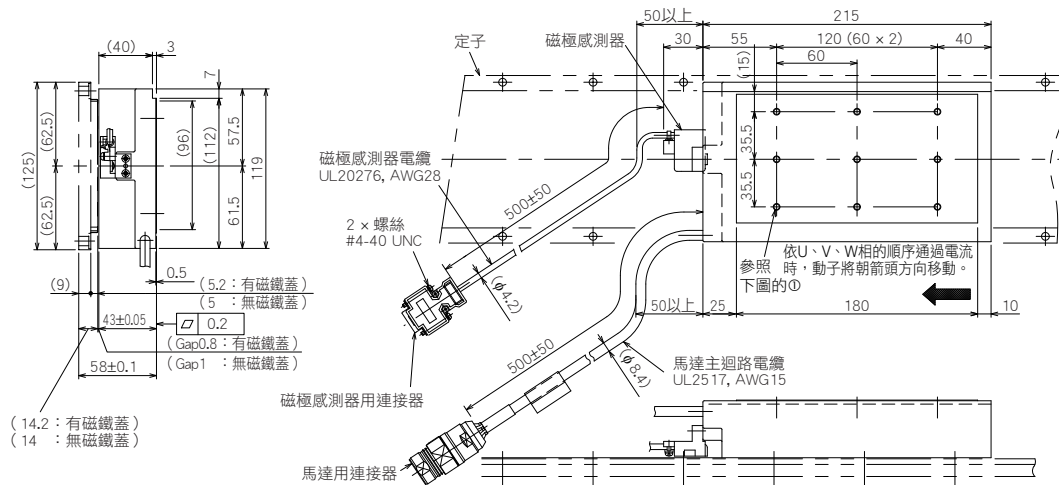 (40)
3
7
(125)
(62.5)
(62.5)
(96)
(112)
57.5
61.5
119
0.5
(9)
(5.2：有磁鐵蓋)
(5 ：無磁鐵蓋)
43±0.05
0.2
(Gap0.8：有磁鐵蓋)
(Gap1 ：無磁鐵蓋)
58±0.1
(14.2：有磁鐵蓋)
(14 ：無磁鐵蓋)
50以上
215
定子
磁極感測器
30
55
120 (60 × 2)
40
60
(15)
35.5
35.5
磁極感測器電纜
UL20276, AWG28
500±50
2 × 螺絲
#4-40 UNC
(ϕ4.2)
參照
下圖的①
依U、V、W相的順序通過電流
時，動子將朝箭頭方向移動。
50以上
25
180
10
500±50
(ϕ8.4)
馬達主迴路電纜
UL2517, AWG15
磁極感測器用連接器
馬達用連接器